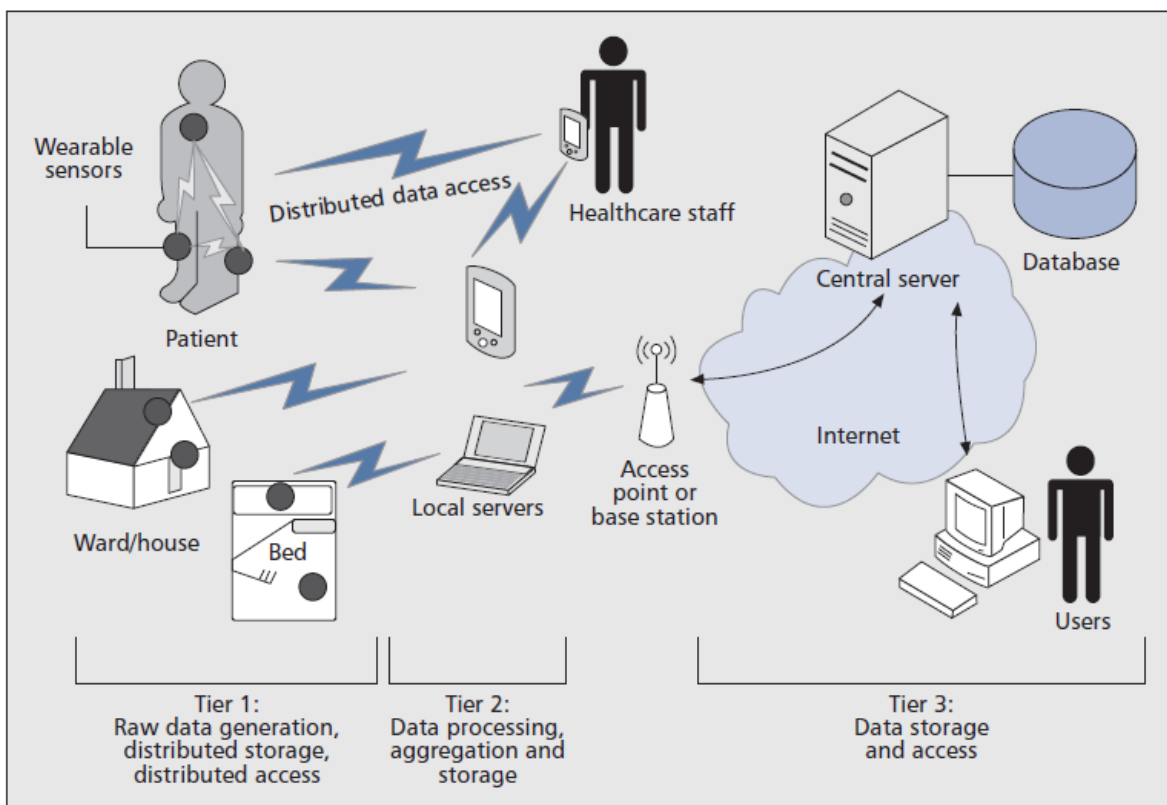 Wearable
sensors
Distributed data access
Healthcare staff
Patient
Central server
Database
Internet
Ward/house
Bed
Local servers
Access
point or
base station
Users
Tier 1:
Raw data generation,
distributed storage,
distributed access
Tier 2:
Data processing,
aggregation and
storage
Tier 3:
Data storage
and access